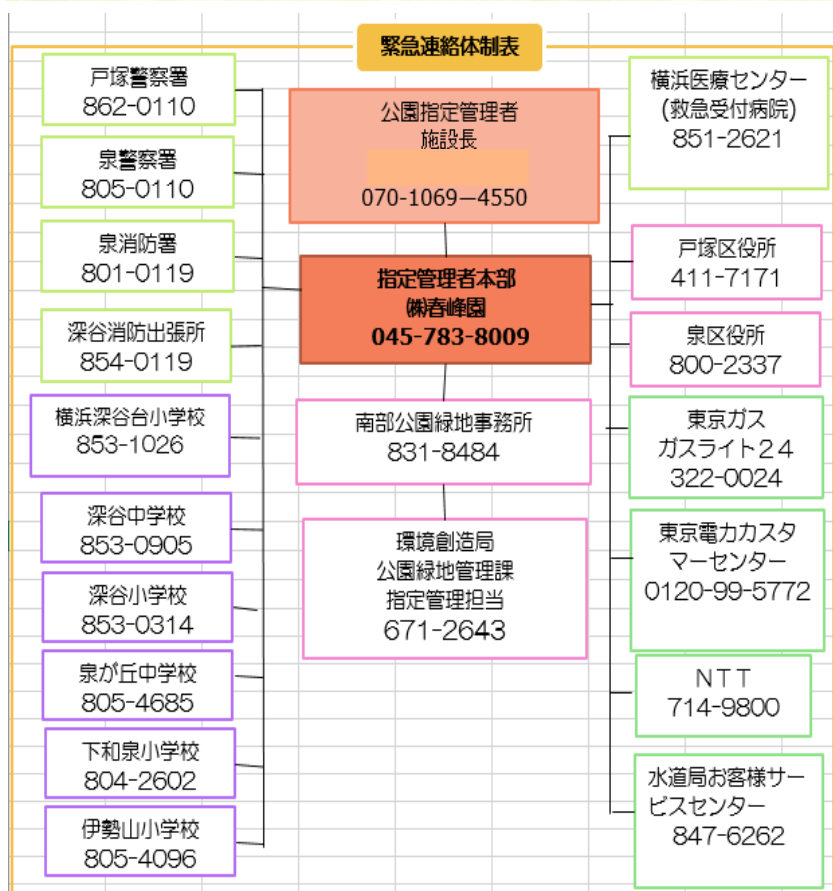 緊急連絡体制表
戸塚警察署
862-0110
泉警察署
805-0110
泉消防署
801-0119
深谷消防出張所
854-0119
横浜深谷台小学校
853-1026
深谷中学校
853-0905
深谷小学校
853-0314
泉が丘中学校
805-4685
下和泉小学校
804-2602
伊勢山小学校
805-4096
公園指定管理者
施設長
070-1069－4550
指定管理者本部
㈱春峰園
045-783-8009
南部公園緑地事務所
831-8484
環境創造局
公園緑地管理課
指定管理担当
671-2643
横浜医療センター
(救急受付病院)
851-2621
戸塚区役所
411-7171
泉区役所
800-2337
東京ガス
ガスライト２４
322-0024
東京電力カスタ
マーセンター
0120-99-5772
ＮＴＴ
714-9800
水道局お客様サー
ビスセンター
847-6262